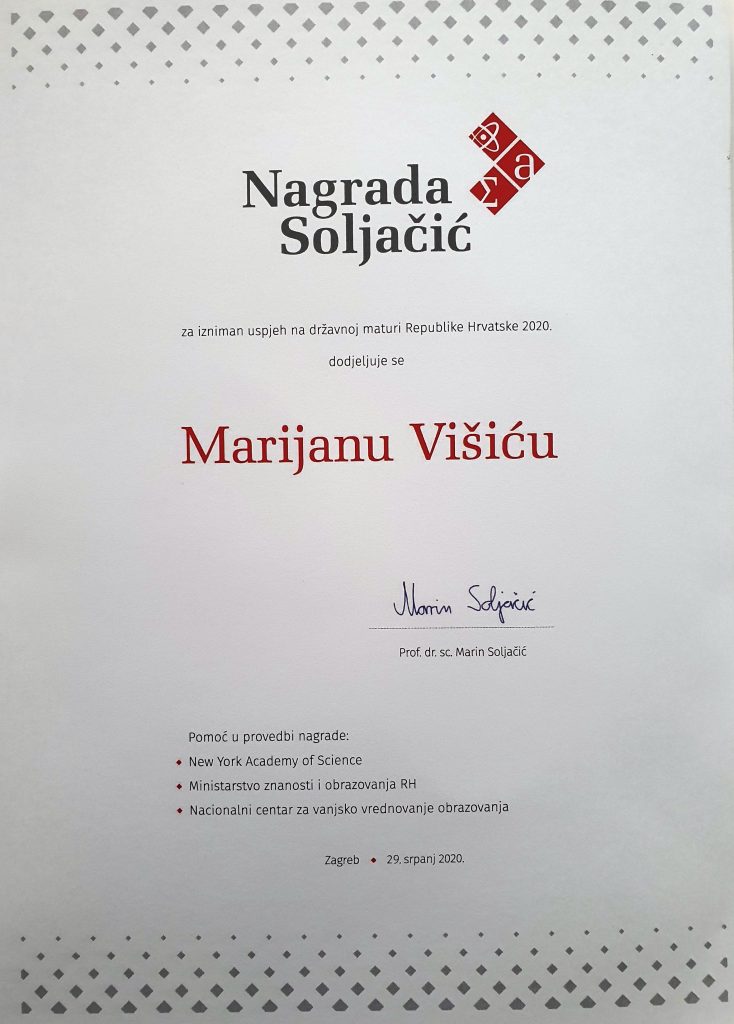 Nagrada
Soljačić
a
Σ
za izniman uspjeh na državnoj maturi Republike Hrvatske 2020.
dodjeljuje se
Marijanu Višiću
Marin Soljačić
Prof. dr. sc. Marin Soljačić
Pomoć u provedbi nagrade:
New York Academy of Science
Ministarstvo znanosti i obrazovanja RH
Nacionalni centar za vanjsko vrednovanje obrazovanja
Zagreb ◆ 29. srpanj 2020.